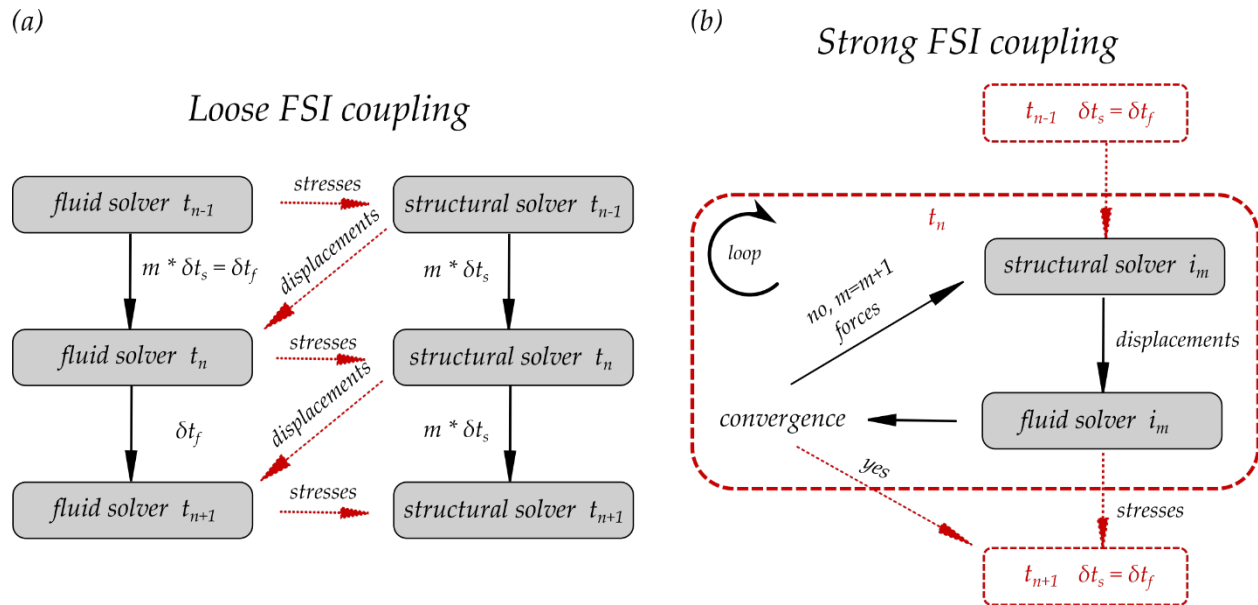 (a)
Loose FSI coupling
fluid solver t_{n-1}
stresses
structural solver t_{n-1}
m * δt_s = δt_f
displacements
m * δt_s
fluid solver t_n
stresses
structural solver t_n
δt_f
displacements
m * δt_s
fluid solver t_{n+1}
stresses
structural solver t_{n+1}
(b)
Strong FSI coupling
t_{n-1} δt_s = δt_f
t_n
loop
structural solver i_m
no, m=m+1
forces
displacements
convergence
fluid solver i_m
yes
stresses
t_{n+1} δt_s = δt_f